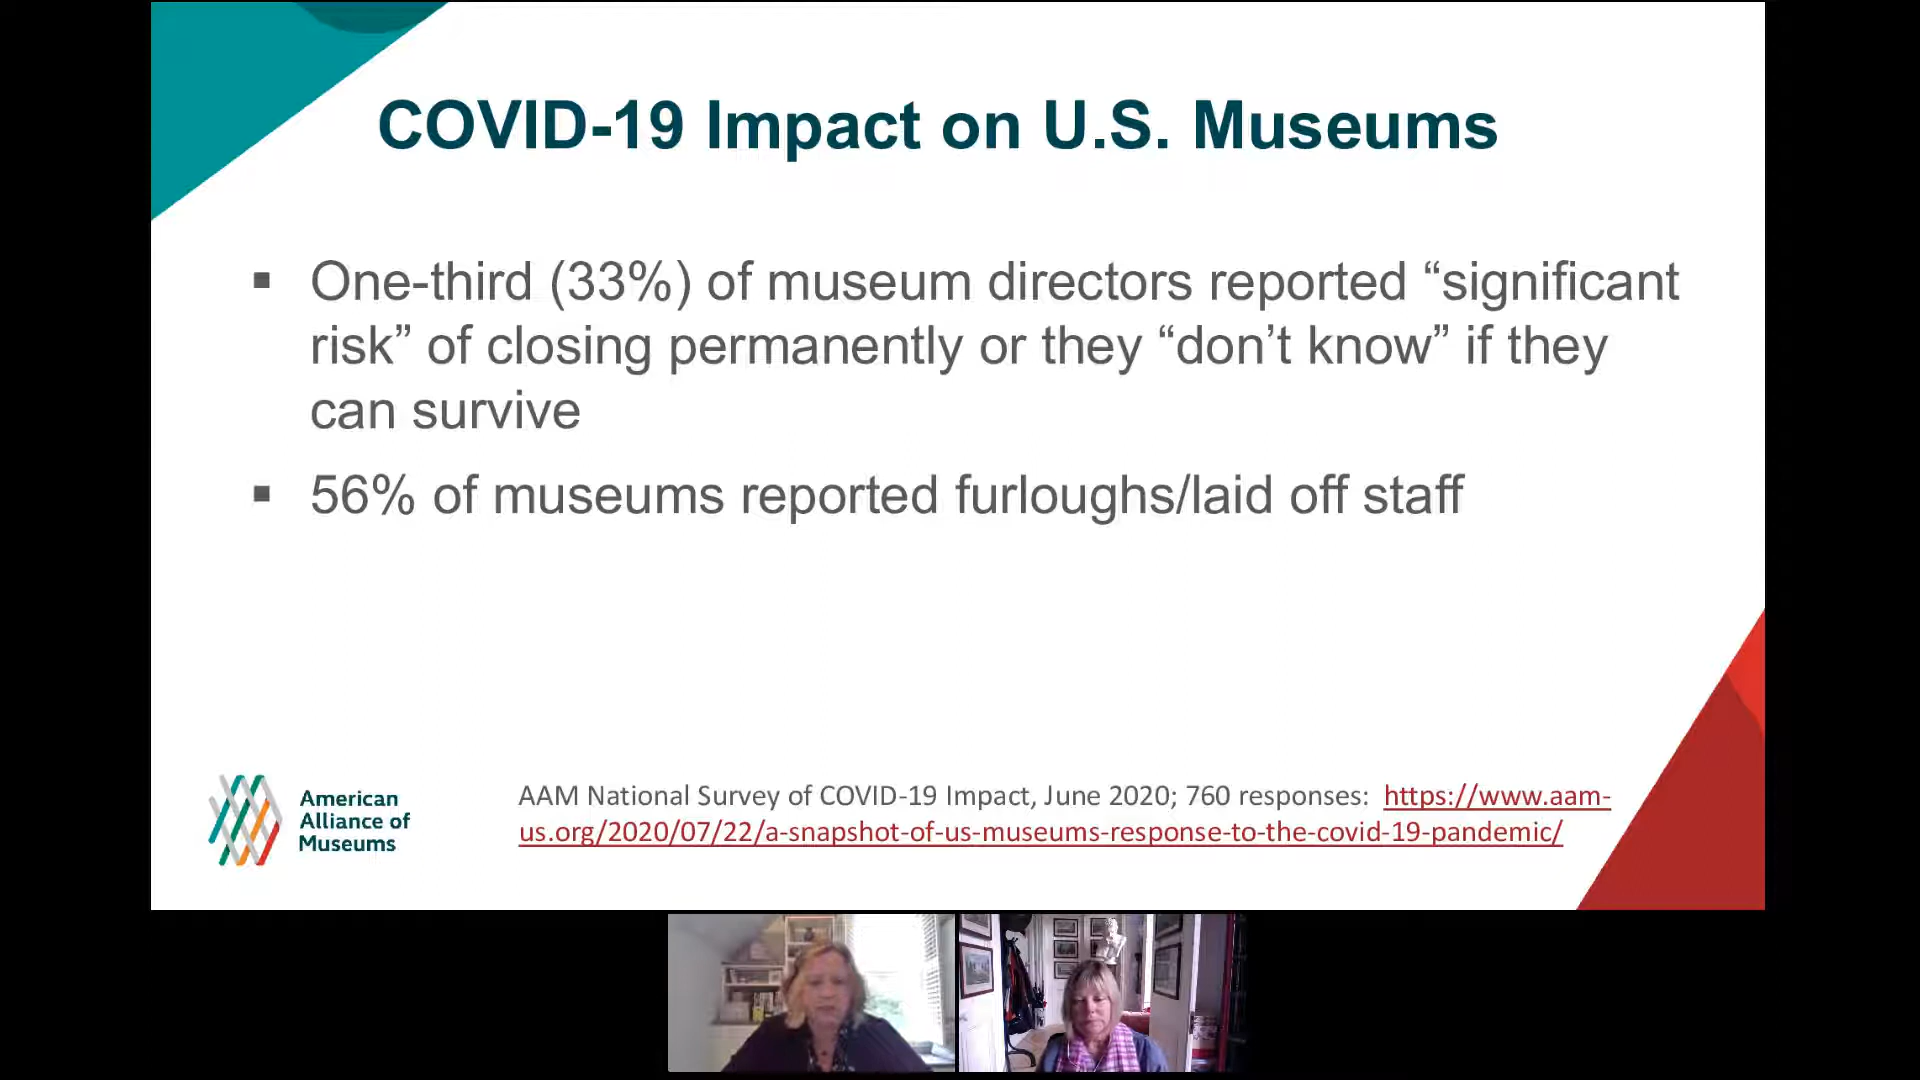 COVID-19 Impact on U.S. Museums
▪ One-third (33%) of museum directors reported “significant
risk” of closing permanently or they “don’t know” if they
can survive
▪ 56% of museums reported furloughs/laid off staff
American
Alliance of
Museums
AAM National Survey of COVID-19 Impact, June 2020; 760 responses: https://www.aam-
us.org/2020/07/22/a-snapshot-of-us-museums-response-to-the-covid-19-pandemic/